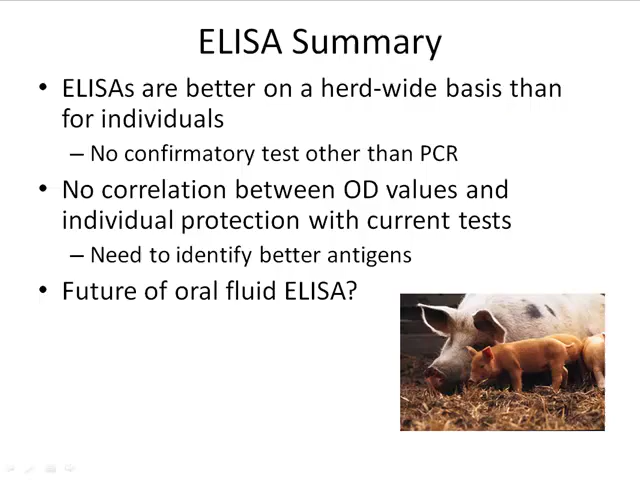 ELISA Summary
• ELISAs are better on a herd-wide basis than
for individuals
– No confirmatory test other than PCR
• No correlation between OD values and
individual protection with current tests
– Need to identify better antigens
• Future of oral fluid ELISA?